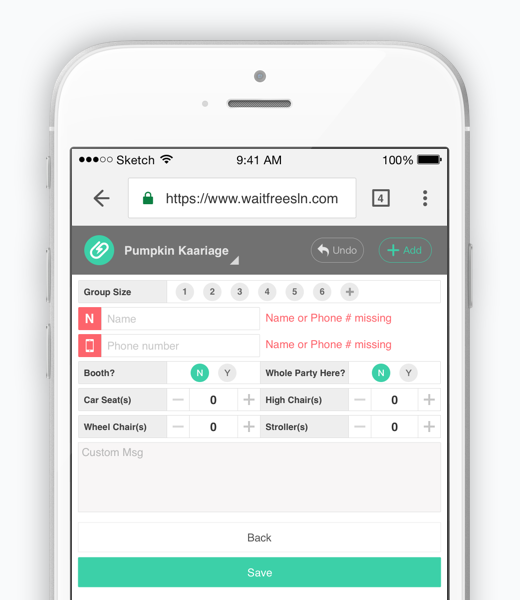 Sketch 9:41 AM 100%
https://www.waitfreesln.com 4
Pumpkin Kaariage Undo + Add
Group Size 1 2 3 4 5 6 +
N Name Name or Phone # missing
Phone number Name or Phone # missing
Booth? N Y Whole Party Here? N Y
Car Seat(s) − 0 + High Chair(s) − 0 +
Wheel Chair(s) − 0 + Stroller(s) − 0 +
Custom Msg
Back
Save